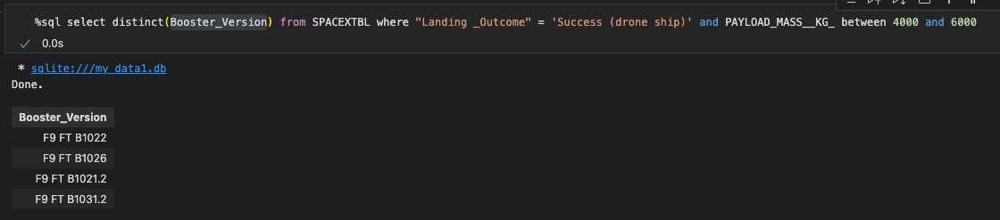 %sql select distinct(Booster_Version) from SPACEXTBL where "Landing _Outcome" = 'Success (drone ship)' and PAYLOAD_MASS__KG_ between 4000 and 6000
0.0s
* sqlite:///my_data1.db
Done.
Booster_Version
F9 FT B1022
F9 FT B1026
F9 FT B1021.2
F9 FT B1031.2